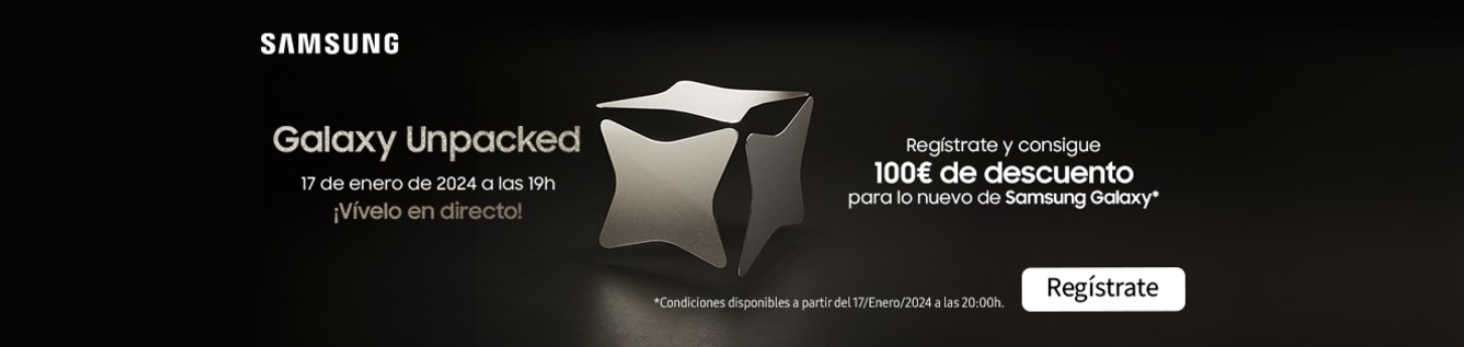 SAMSUNG
Galaxy Unpacked
17 de enero de 2024 a las 19h
¡Vívelo en directo!
Regístrate y consigue
100€ de descuento
para lo nuevo de Samsung Galaxy*
*Condiciones disponibles a partir del 17/Enero/2024 a las 20:00h.
Regístrate